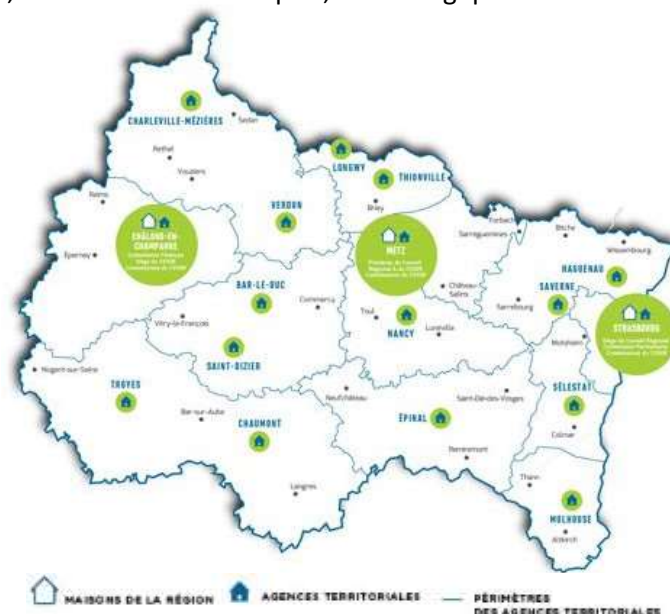 CHARLEVILLE-MÉZIÈRES
Sedan
Rethel
Vouziers
LONGWY
THIONVILLE
Briey
Reims
VERDUN
Forbach
Sarreguemines
Bitche
Wissembourg
CHÂLONS-EN-
CHAMPAGNE
METZ
Epernay
HAGUENAU
SAVERNE
Château-
Salins
BAR-LE-DUC
Commercy
Toul
Sarrebourg
STRASBOURG
Vitry-le-François
NANCY
Lunéville
Molsheim
SAINT-DIZIER
Nogent-sur-Seine
TROYES
Neufchâteau
Saint-Dié-des-Vosges
SÉLESTAT
Bar-sur-Aube
CHAUMONT
ÉPINAL
Colmar
Remiremont
Thann
Langres
MULHOUSE
Altkirch
MAISONS DE LA RÉGION
AGENCES TERRITORIALES
PÉRIMÈTRES
DES AGENCES TERRITORIALES